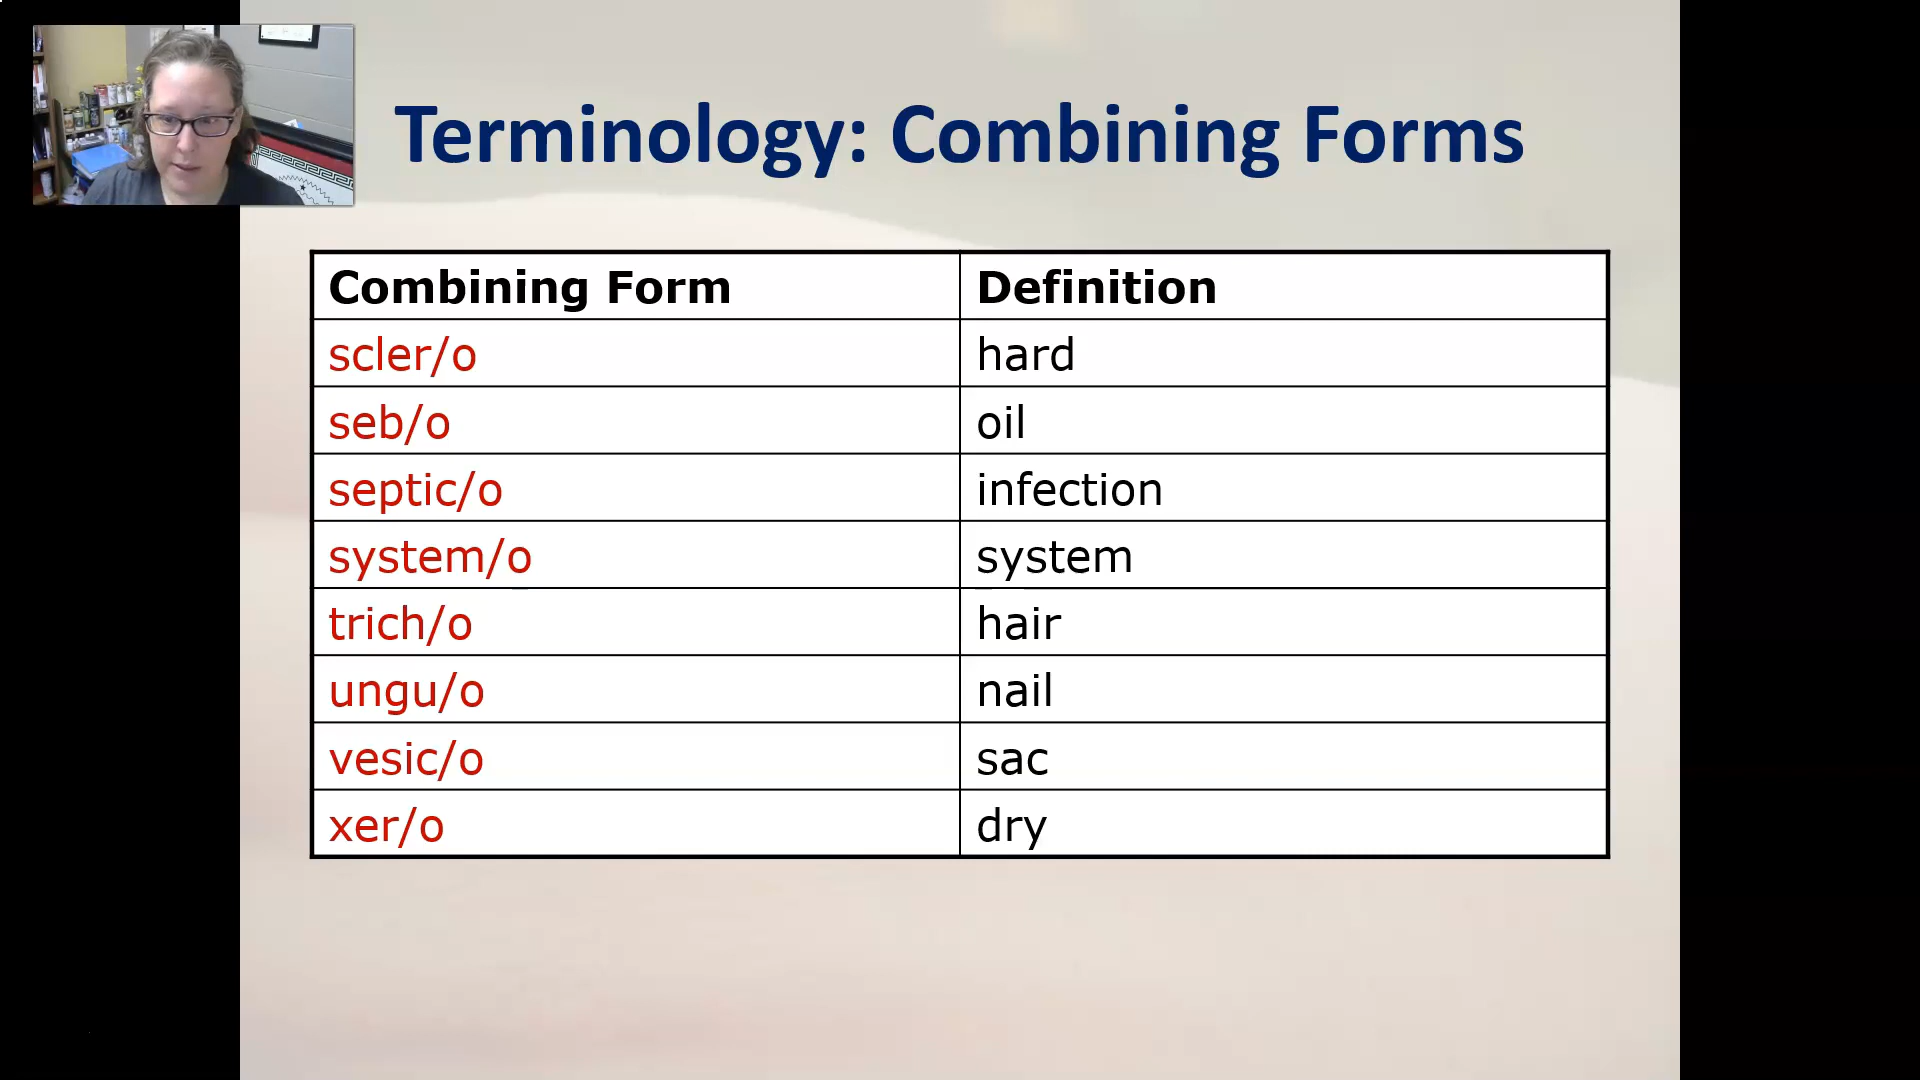 Terminology: Combining Forms
Combining Form Definition
scler/o hard
seb/o oil
septic/o infection
system/o system
trich/o hair
ungu/o nail
vesic/o sac
xer/o dry